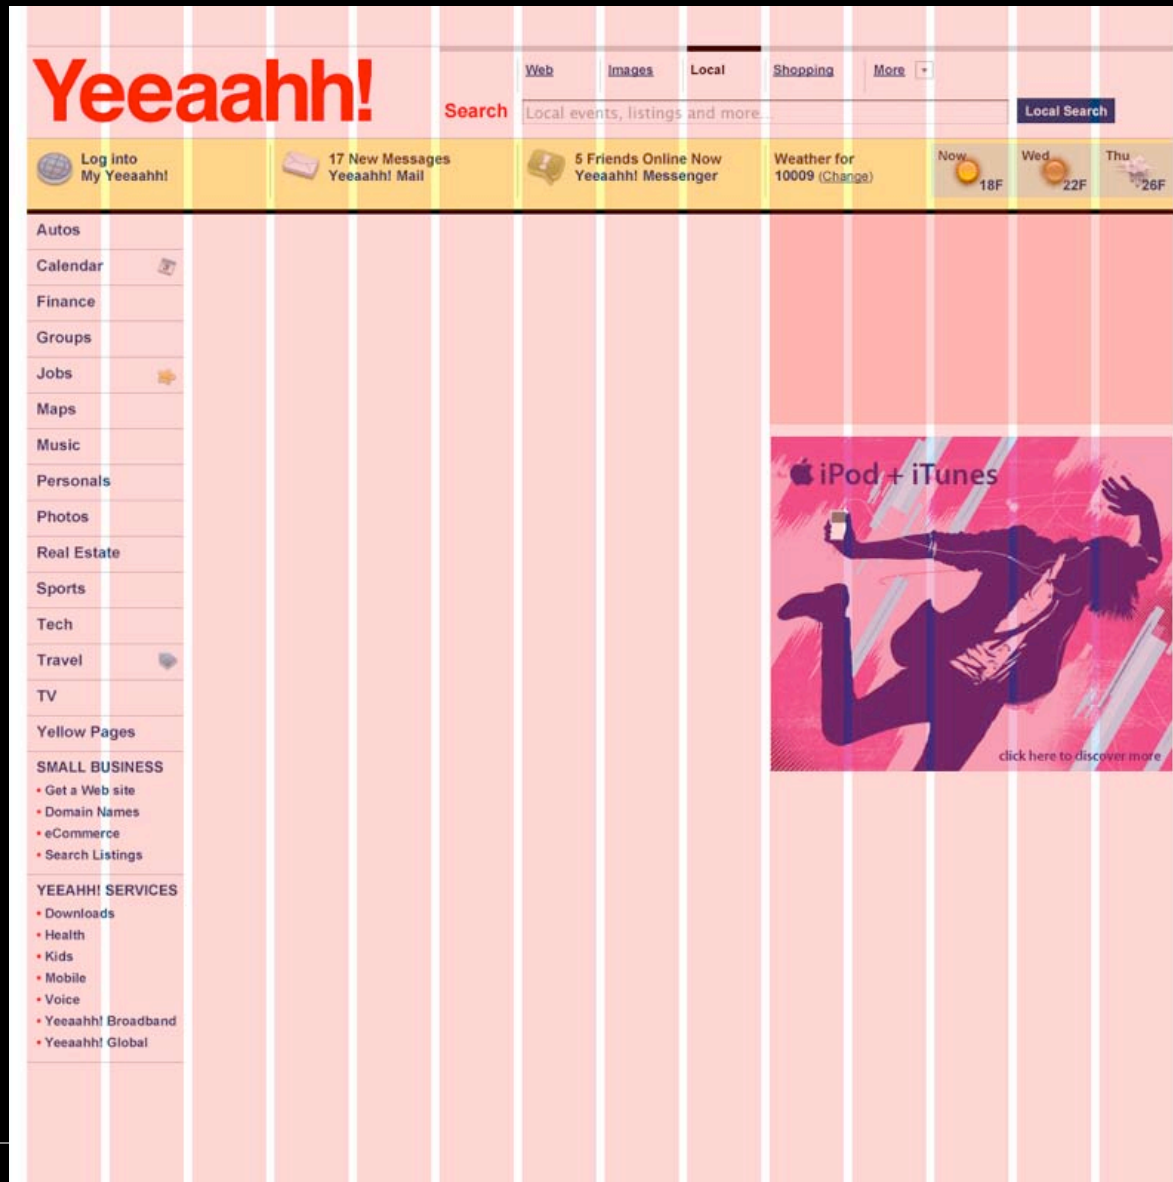 Yeeaahh!
Web
Images
Local
Shopping
More
Search
Local events, listings and more...
Local Search
Log into
My Yeeaahh!
17 New Messages
Yeeaahh! Mail
5 Friends Online Now
Yeeaahh! Messenger
Weather for
10009 (Change)
Now
18F
Wed
22F
Thu
26F
Autos
Calendar
Finance
Groups
Jobs
Maps
Music
Personals
Photos
Real Estate
Sports
Tech
Travel
TV
Yellow Pages
SMALL BUSINESS
• Get a Web site
• Domain Names
• eCommerce
• Search Listings
YEEAHH! SERVICES
• Downloads
• Health
• Kids
• Mobile
• Voice
• Yeeaahh! Broadband
• Yeeaahh! Global
iPod + iTunes
click here to discover more